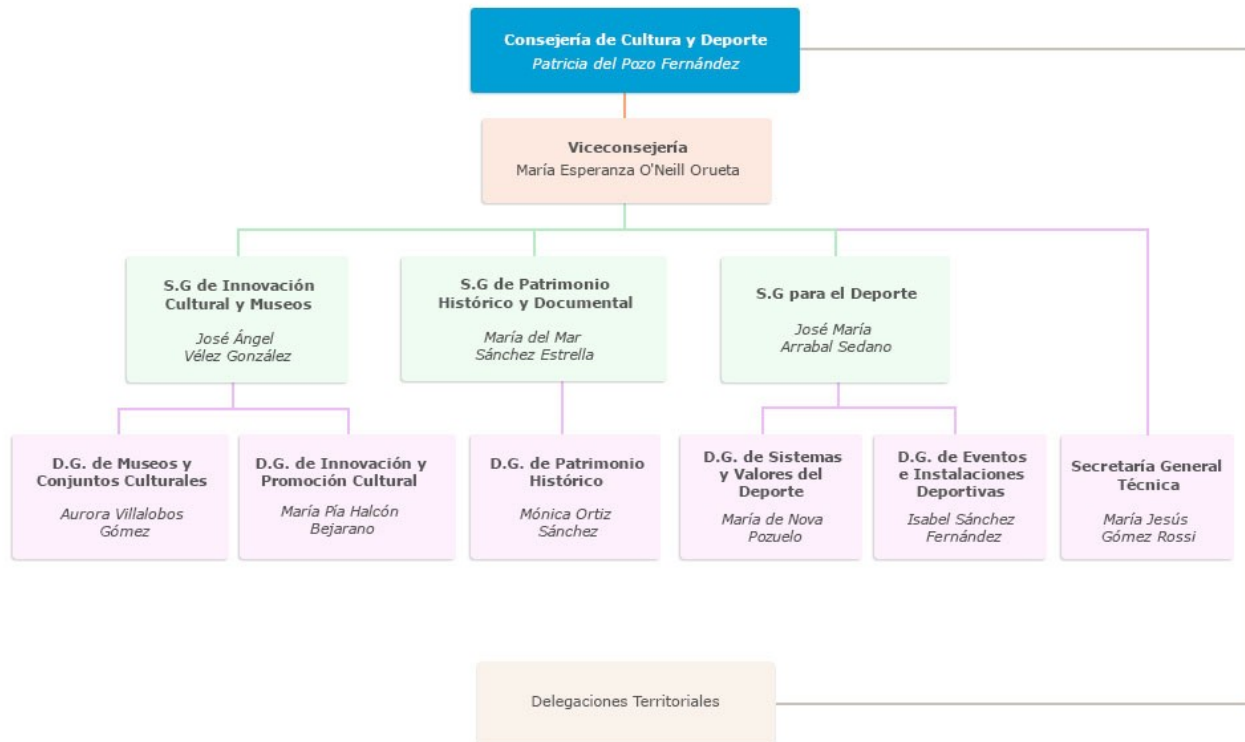 Consejería de Cultura y Deporte
Patricia del Pozo Fernández
Viceconsejería
María Esperanza O'Neill Orueta
S.G de Innovación
Cultural y Museos
José Ángel
Vélez González
S.G de Patrimonio
Histórico y Documental
María del Mar
Sánchez Estrella
S.G para el Deporte
José María
Arrabal Sedano
D.G. de Museos y
Conjuntos Culturales
Aurora Villalobos
Gómez
D.G. de Innovación y
Promoción Cultural
María Pía Halcón
Bejarano
D.G. de Patrimonio
Histórico
Mónica Ortiz
Sánchez
D.G. de Sistemas
y Valores del
Deporte
María de Nova
Pozuelo
D.G. de Eventos
e Instalaciones
Deportivas
Isabel Sánchez
Fernández
Secretaría General
Técnica
María Jesús
Gómez Rossi
Delegaciones Territoriales